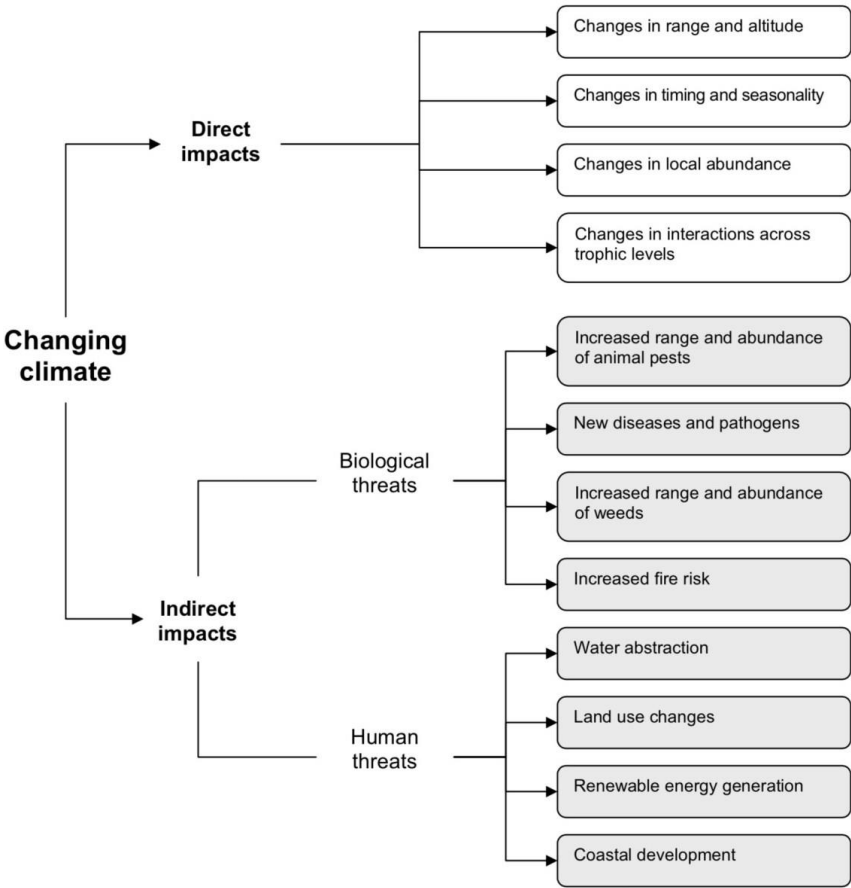 Changes in range and altitude
Changes in timing and seasonality
Direct
impacts
Changes in local abundance
Changes in interactions across
trophic levels
Changing
climate
Increased range and abundance
of animal pests
New diseases and pathogens
Biological
threats
Increased range and abundance
of weeds
Increased fire risk
Indirect
impacts
Water abstraction
Land use changes
Human
threats
Renewable energy generation
Coastal development